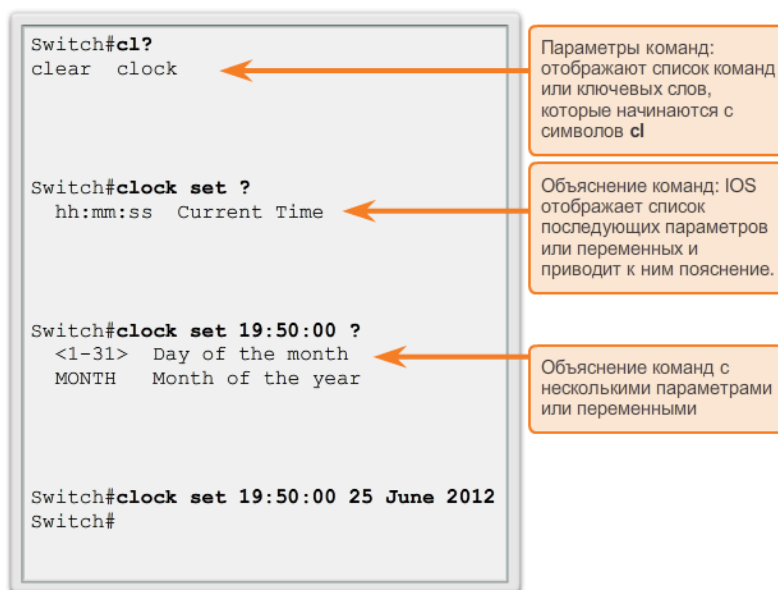 Switch#cl?
clear clock
Параметры команд:
отображают список команд
или ключевых слов,
которые начинаются с
символов cl
Switch#clock set ?
hh:mm:ss Current Time
Объяснение команд: IOS
отображает список
последующих параметров
или переменных и
приводит к ним пояснение.
Switch#clock set 19:50:00 ?
<1-31> Day of the month
MONTH Month of the year
Объяснение команд с
несколькими параметрами
или переменными
Switch#clock set 19:50:00 25 June 2012
Switch#